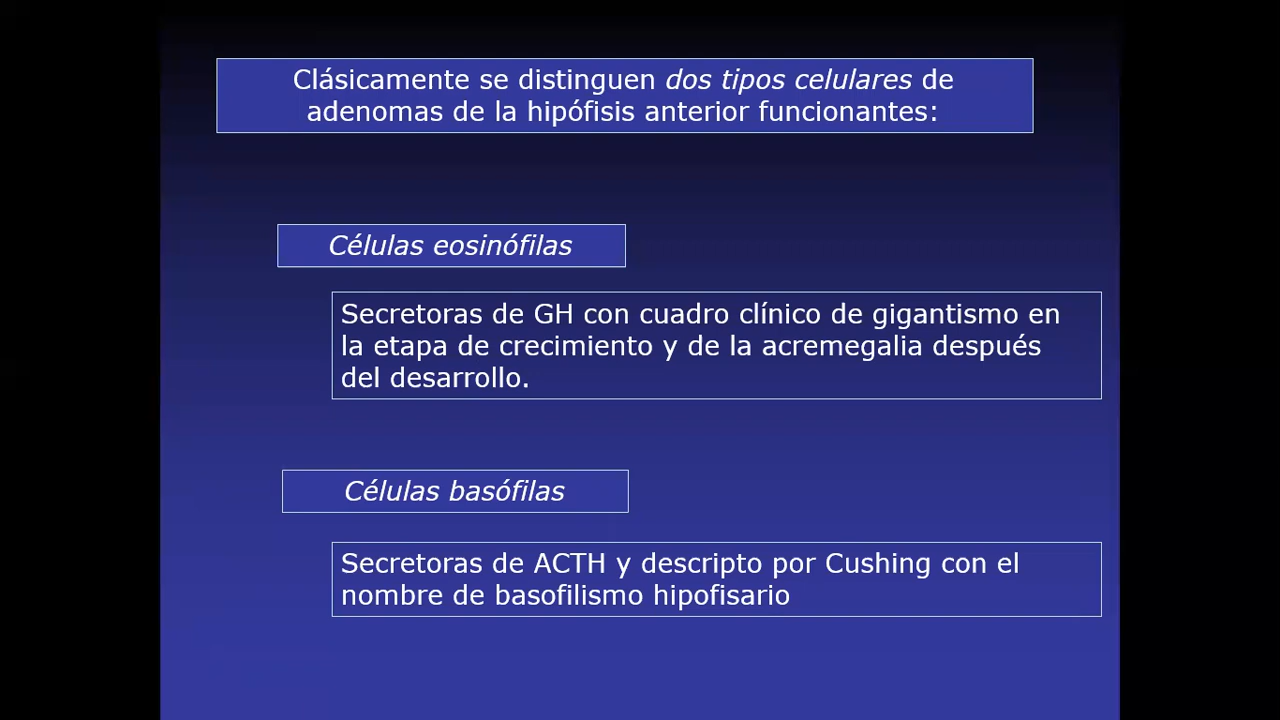 Clásicamente se distinguen dos tipos celulares de
adenomas de la hipófisis anterior funcionantes:
Células eosinófilas
Secretoras de GH con cuadro clínico de gigantismo en
la etapa de crecimiento y de la acremegalia después
del desarrollo.
Células basófilas
Secretoras de ACTH y descripto por Cushing con el
nombre de basofilismo hipofisario